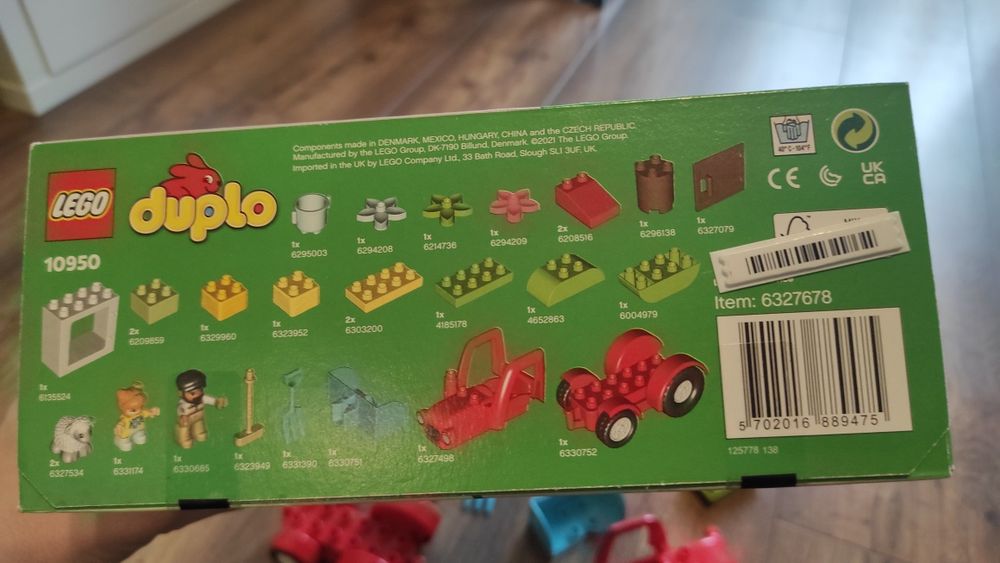 Components made in DENMARK, MEXICO, HUNGARY, CHINA and the CZECH REPUBLIC.
Manufactured by the LEGO Group, DK-7190 Billund, Denmark. ©2021 The LEGO Group.
Imported in the UK by LEGO Company Ltd., 33 Bath Road, Slough SL1 3UF, UK.
40°C - 104°F
CE
UK
CA
LEGO
duplo
10950
1x
6295003
1x
6294208
1x
6214736
1x
6294209
2x
6208516
1x
6296138
1x
6327079
1x
6135524
2x
6209859
1x
6329960
1x
6323952
2x
6303200
1x
4185178
1x
4652863
1x
6004979
Item: 6327678
2x
6327534
1x
6331174
1x
6330665
1x
6323949
1x
6331390
1x
6330751
1x
6327498
1x
6330752
5 702016 889475
125778 138